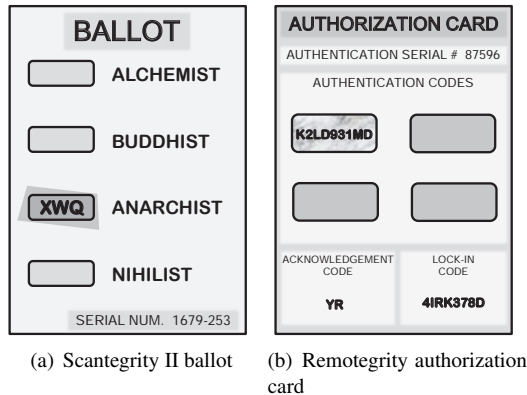 BALLOT
ALCHEMIST
BUDDHIST
XWQ ANARCHIST
NIHILIST
SERIAL NUM. 1679-253
(a) Scantegrity II ballot
AUTHORIZATION CARD
AUTHENTICATION SERIAL # 87596
AUTHENTICATION CODES
K2LD931MD
ACKNOWLEDGEMENT
CODE
YR
LOCK-IN
CODE
4IRK378D
(b) Remotegrity authorization
card